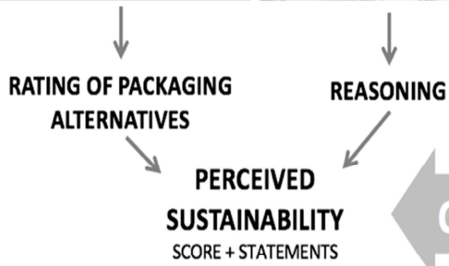 RATING OF PACKAGING
ALTERNATIVES
REASONING
PERCEIVED
SUSTAINABILITY
SCORE + STATEMENTS